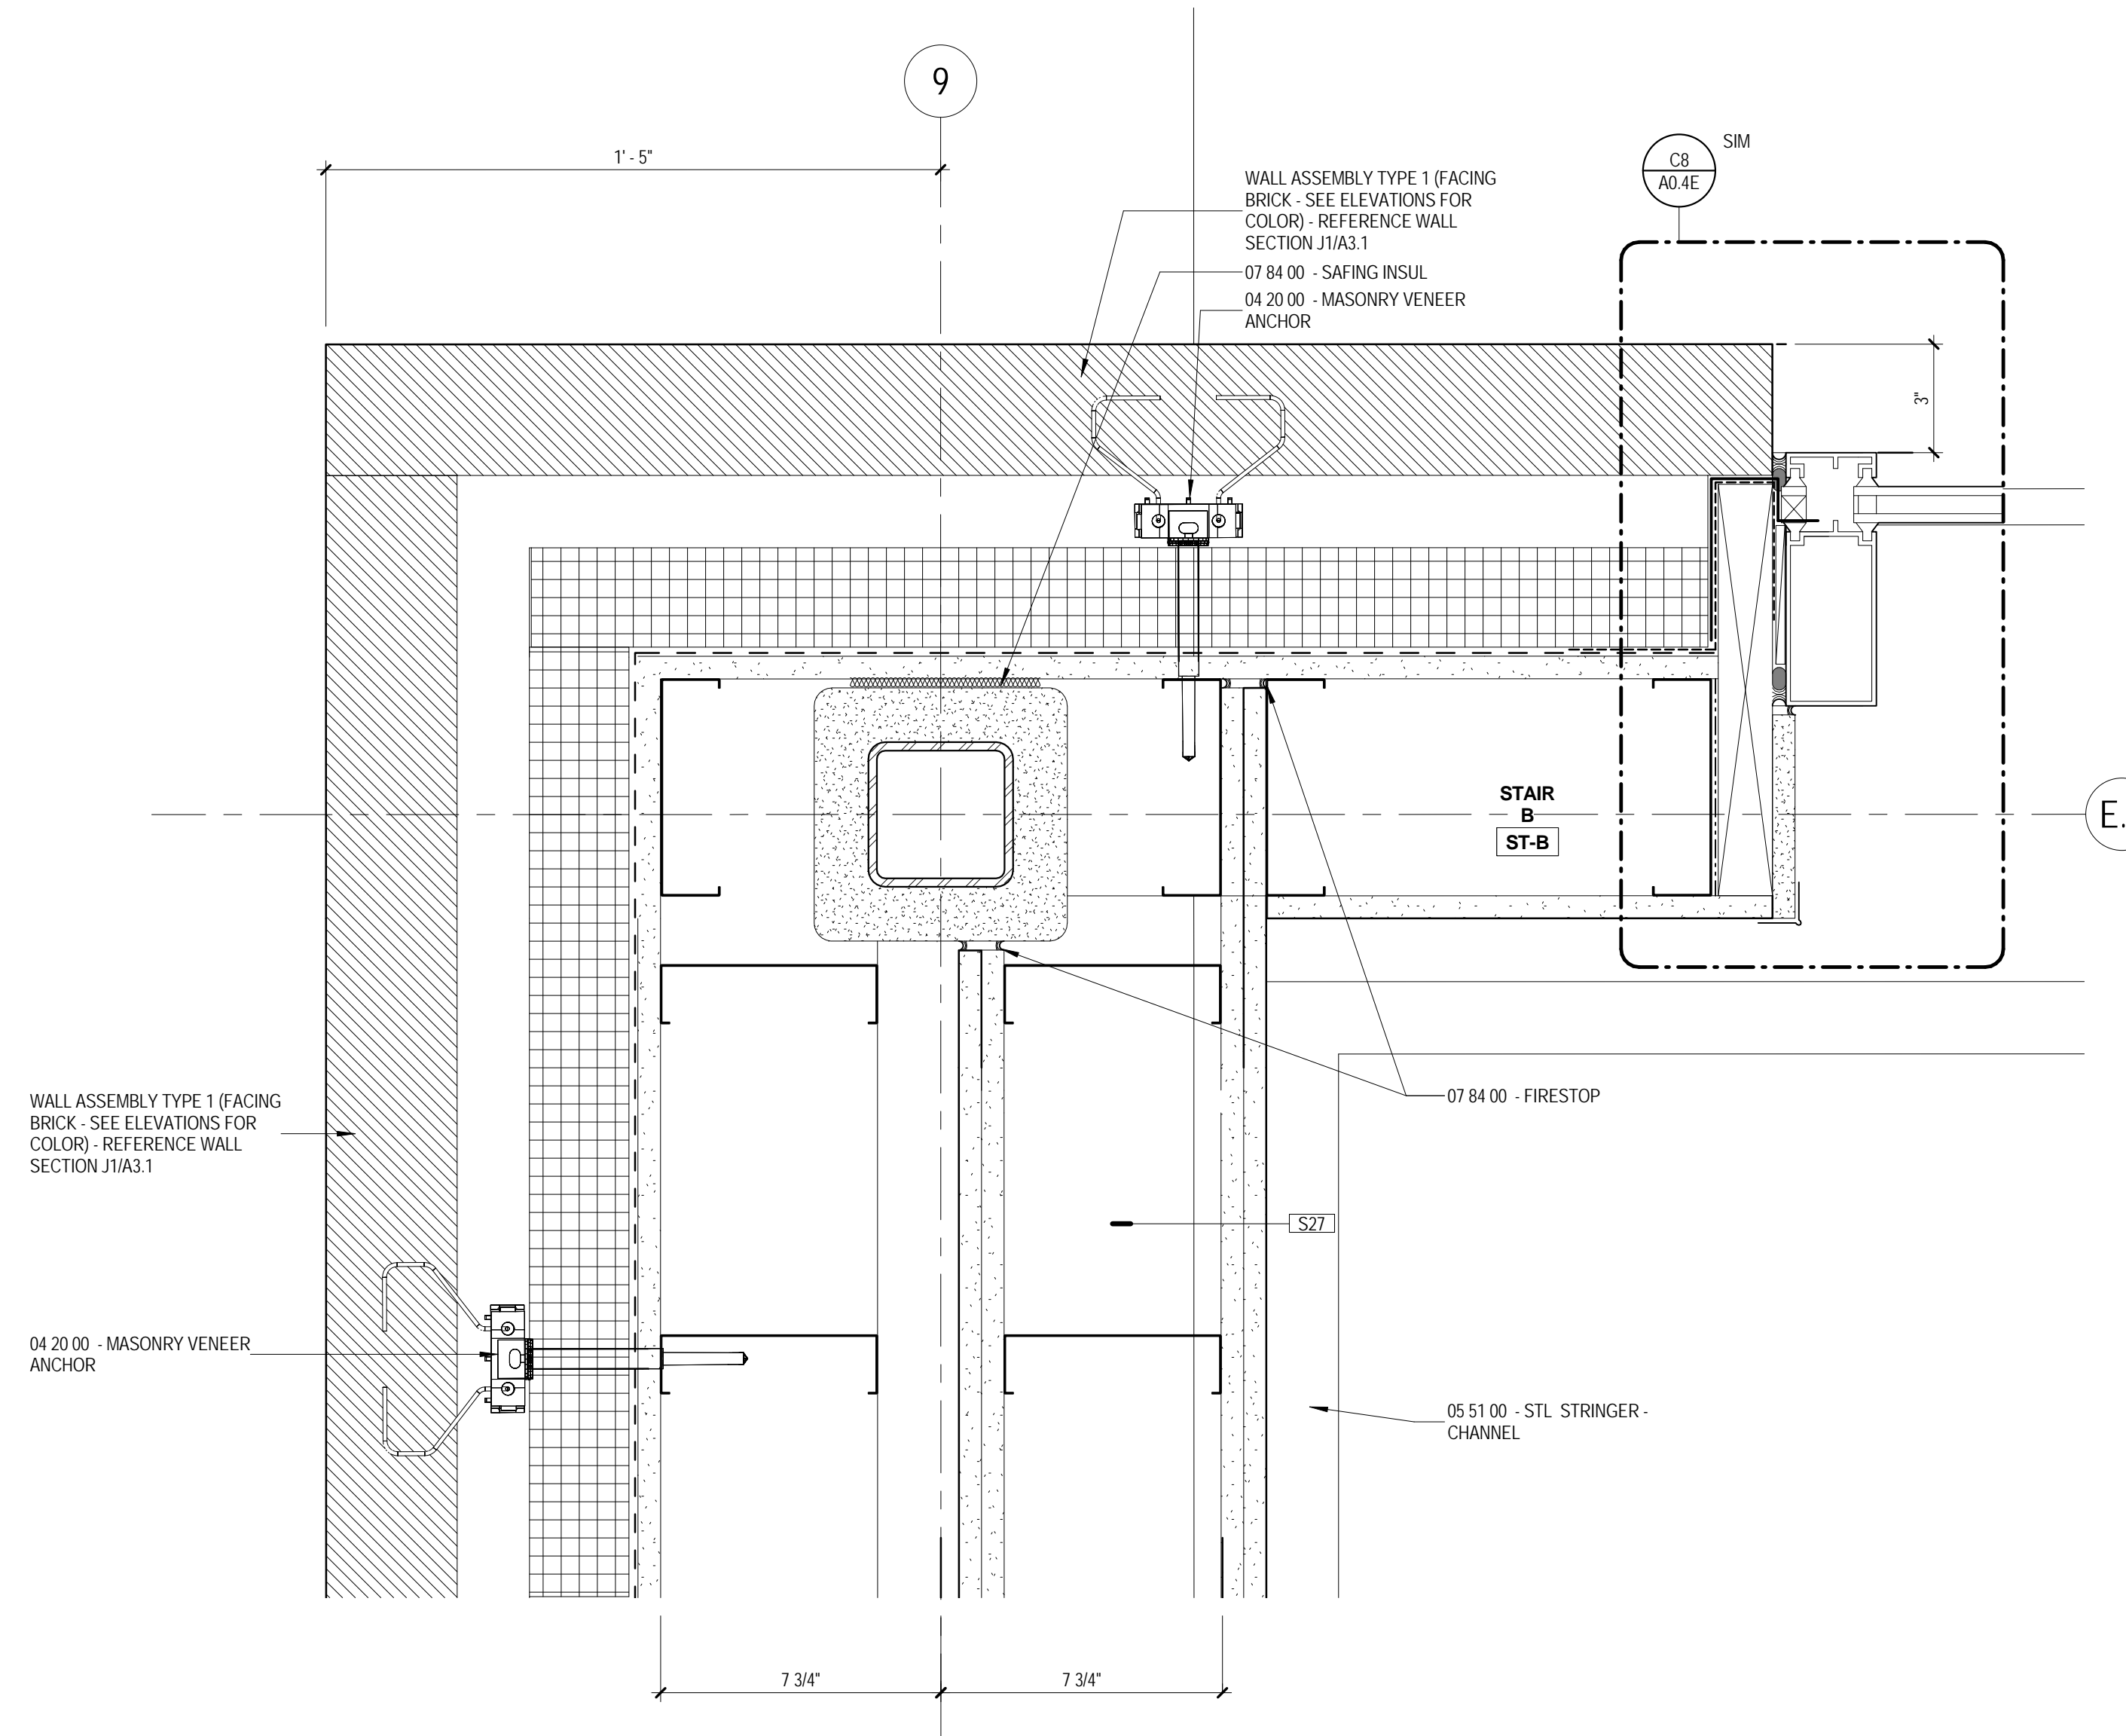 9
1' - 5"
SIM
C8
A0.4E
WALL ASSEMBLY TYPE 1 (FACING
BRICK - SEE ELEVATIONS FOR
COLOR) - REFERENCE WALL
SECTION J1/A3.1
07 84 00 - SAFING INSUL
04 20 00 - MASONRY VENEER
ANCHOR
3"
STAIR
B
ST-B
E.
WALL ASSEMBLY TYPE 1 (FACING
BRICK - SEE ELEVATIONS FOR
COLOR) - REFERENCE WALL
SECTION J1/A3.1
07 84 00 - FIRESTOP
S27
04 20 00 - MASONRY VENEER
ANCHOR
05 51 00 - STL STRINGER -
CHANNEL
7 3/4"
7 3/4"